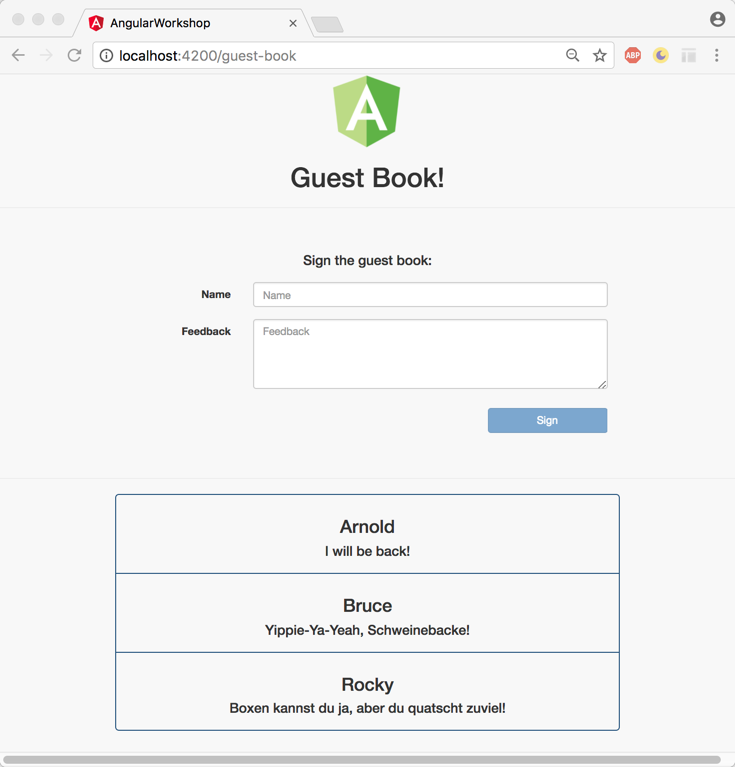 AngularWorkshop
localhost:4200/guest-book
ABP
A
Guest Book!
Sign the guest book:
Name
Name
Feedback
Feedback
Sign
Arnold
I will be back!
Bruce
Yippie-Ya-Yeah, Schweinebacke!
Rocky
Boxen kannst du ja, aber du quatscht zuviel!